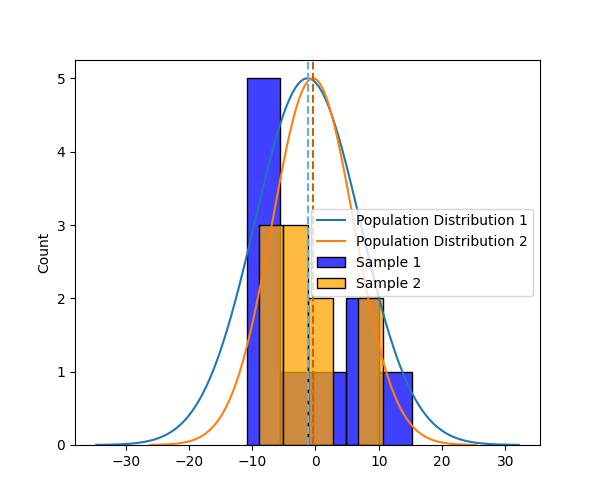 5
4
3
2
1
0
Count
Population Distribution 1
Population Distribution 2
Sample 1
Sample 2
−30
−20
−10
0
10
20
30